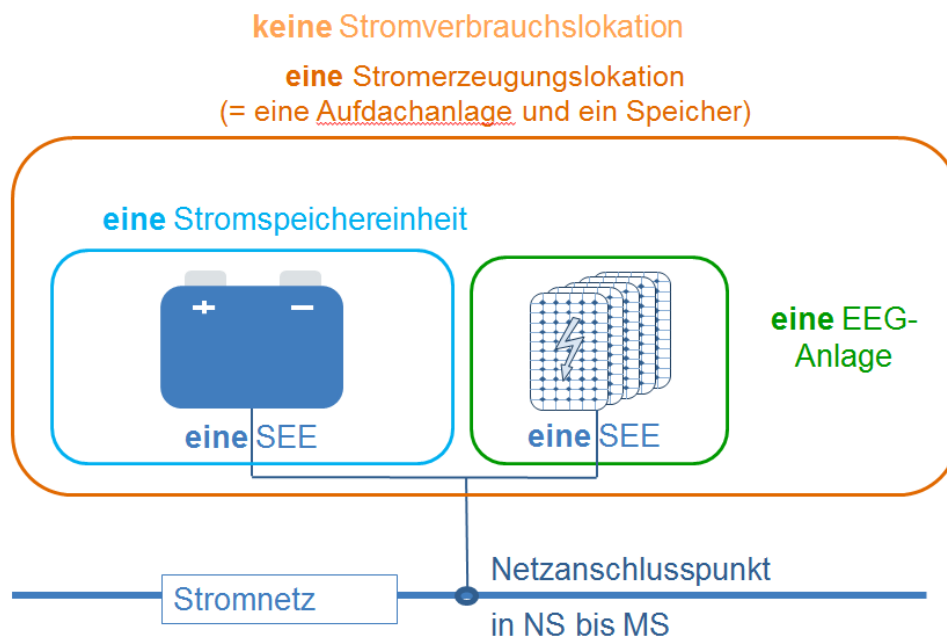 keine Stromverbrauchslokation
eine Stromerzeugungslokation
(= eine Aufdachanlage und ein Speicher)
eine Stromspeichereinheit
eine EEG-
Anlage
eine SEE
eine SEE
Netzanschlusspunkt
Stromnetz
in NS bis MS